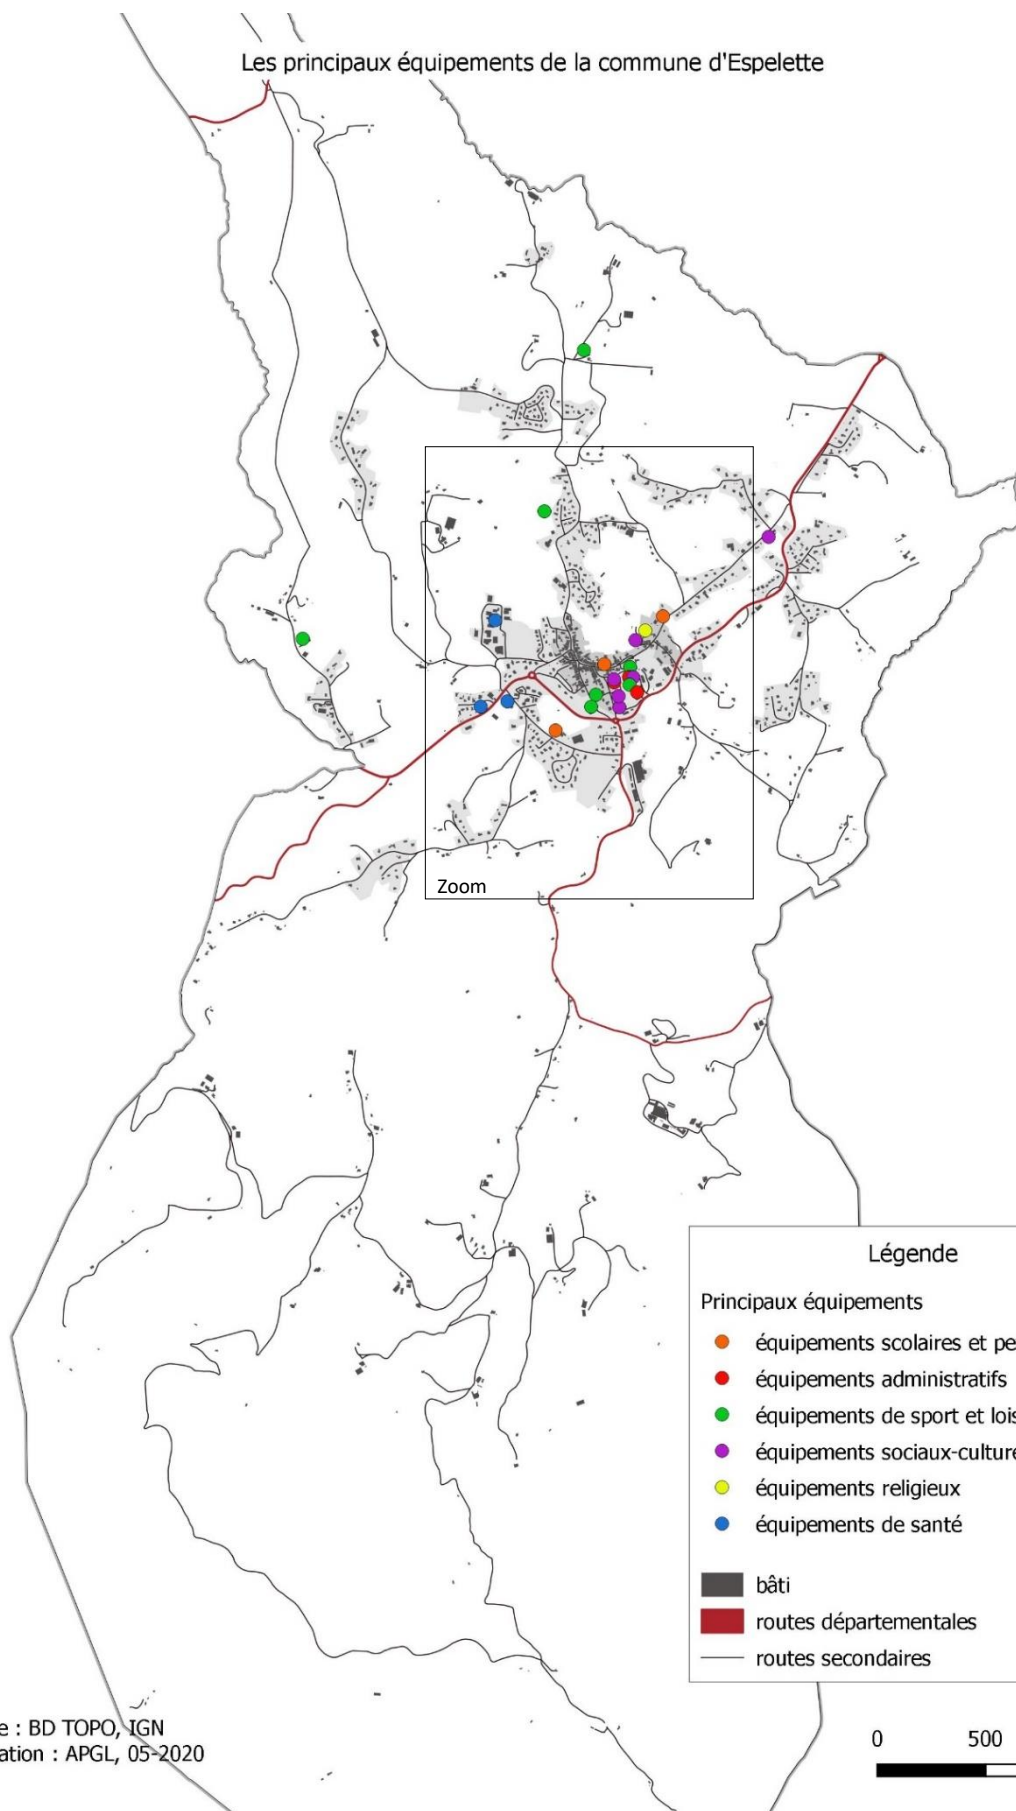 Les principaux équipements de la commune d'Espelette
Zoom
Légende
Principaux équipements
équipements scolaires et pe
équipements administratifs
équipements de sport et lois
équipements sociaux-culture
équipements religieux
équipements de santé
bâti
routes départementales
routes secondaires
e : BD TOPO, IGN
ation : APGL, 05-2020
0 500